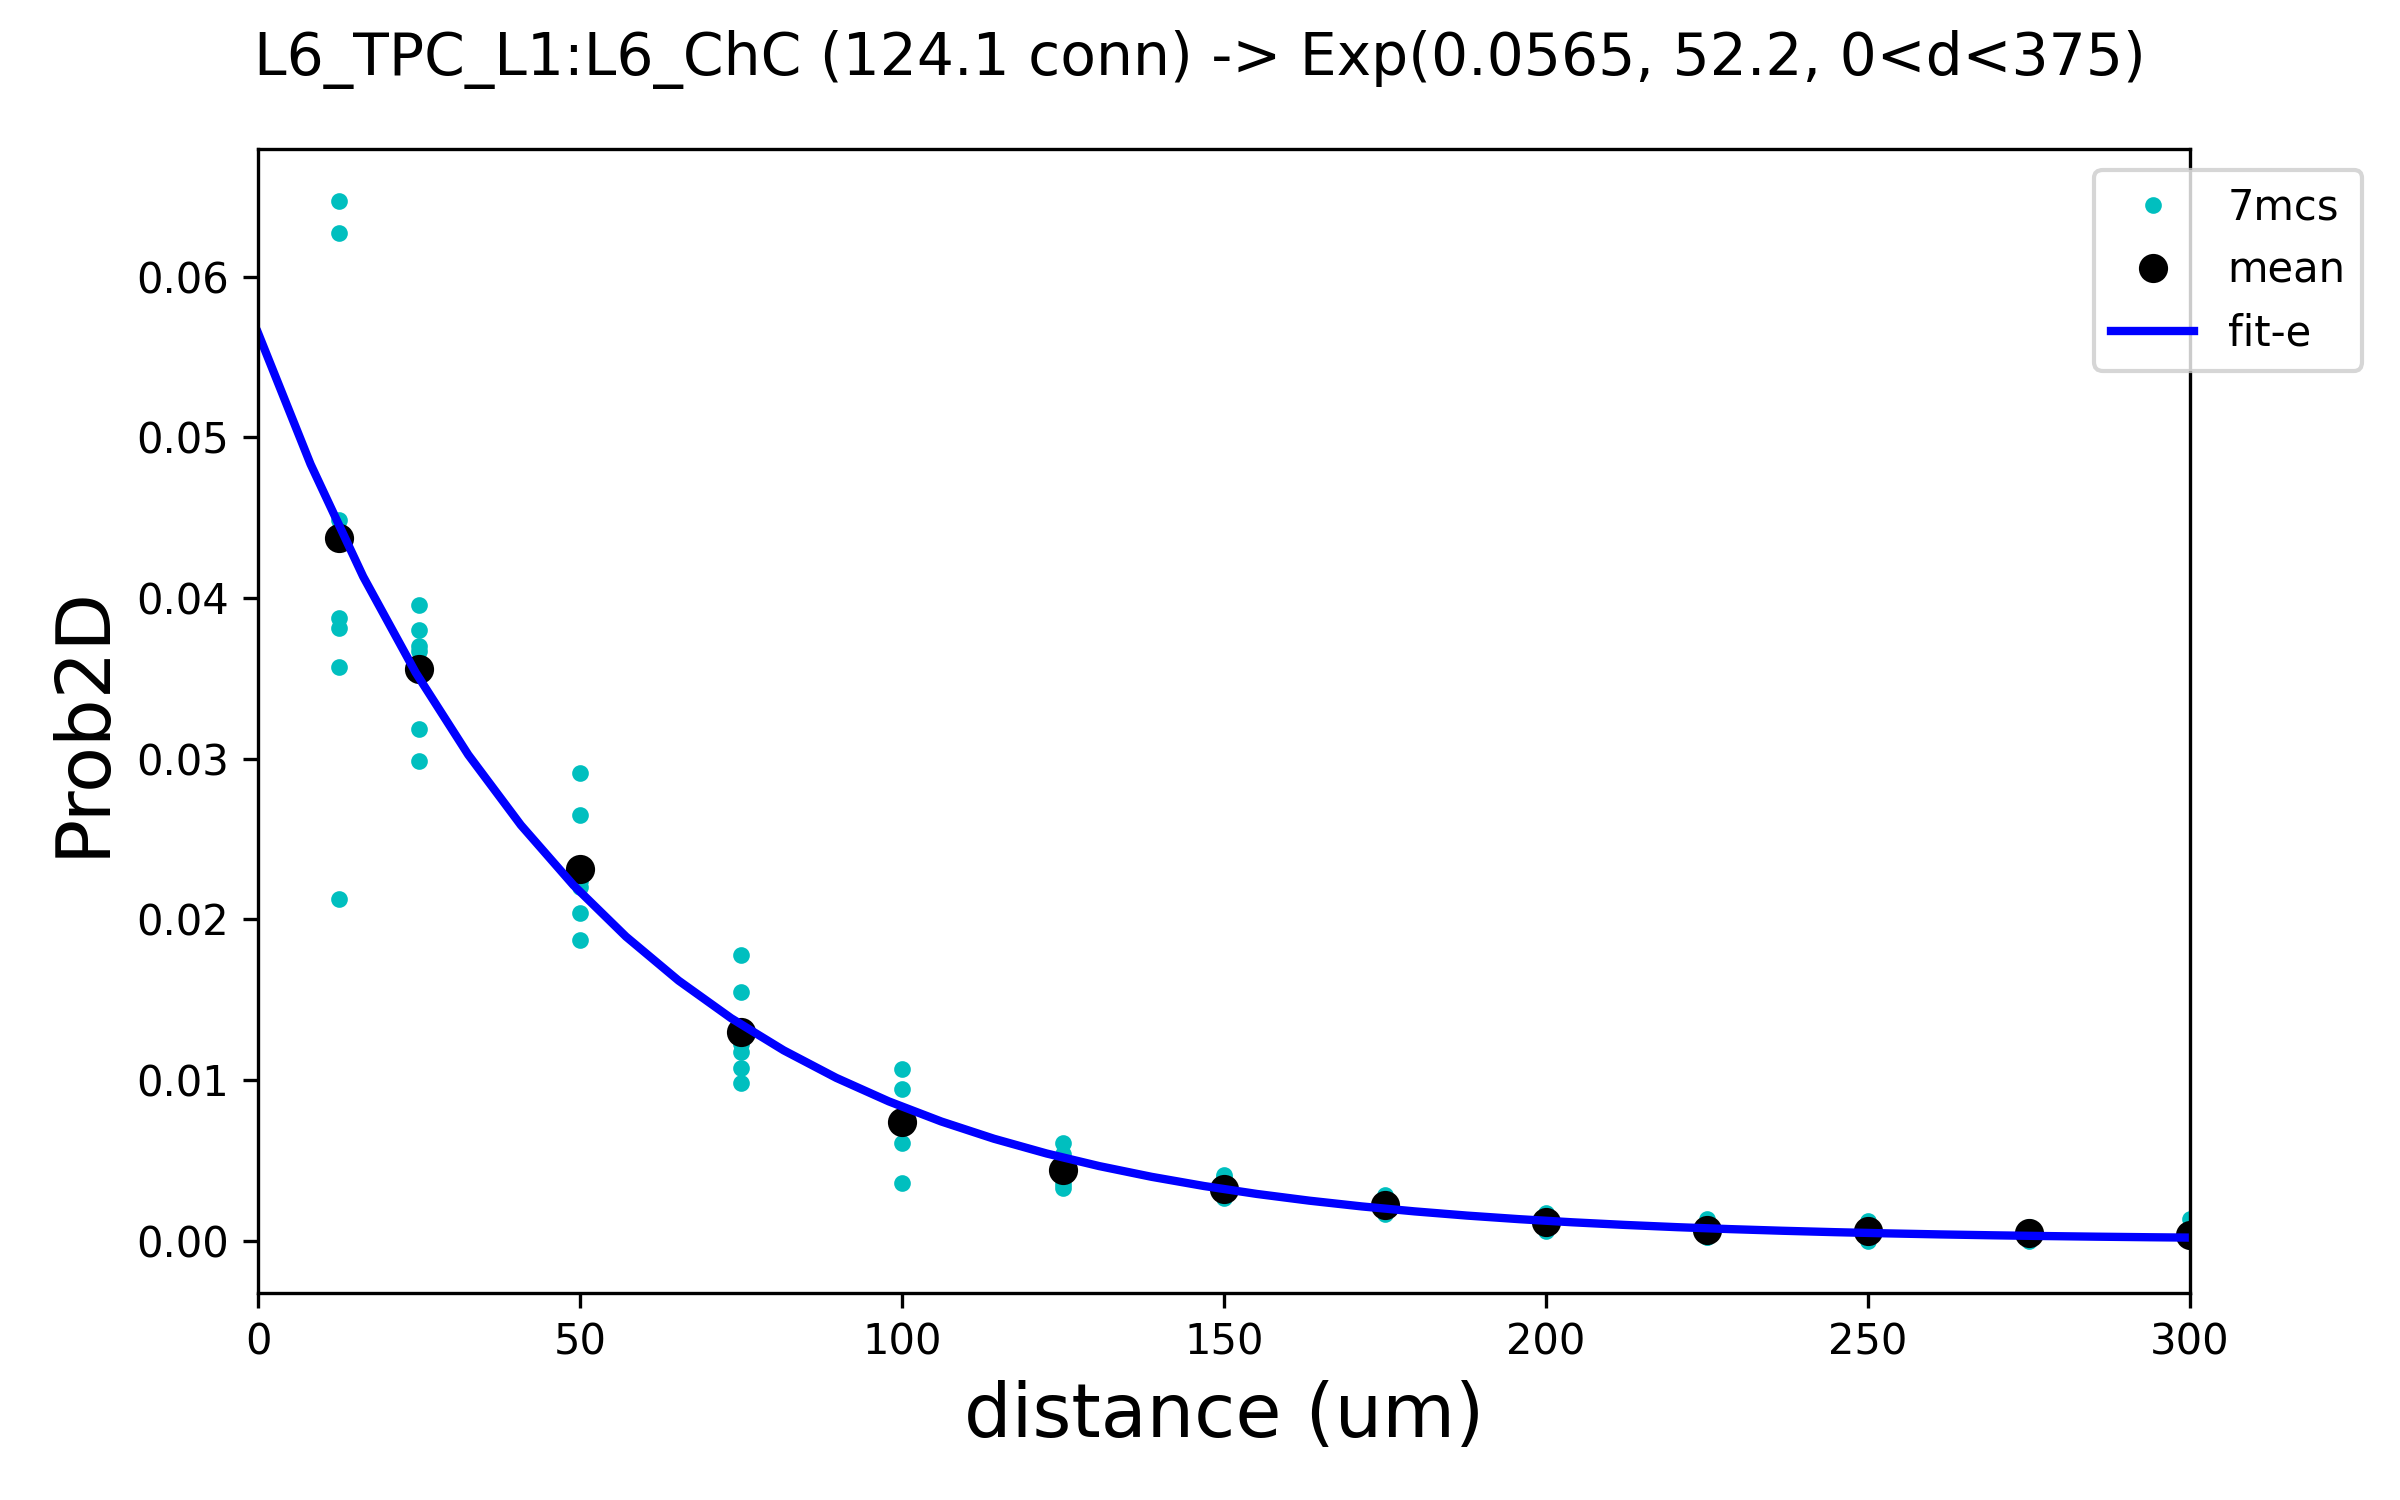 L6_TPC_L1:L6_ChC (124.1 conn) -> Exp(0.0565, 52.2, 0<d<375)
7mcs
mean
fit-e
Prob2D
0.06
0.05
0.04
0.03
0.02
0.01
0.00
0 50 100 150 200 250 300
distance (um)